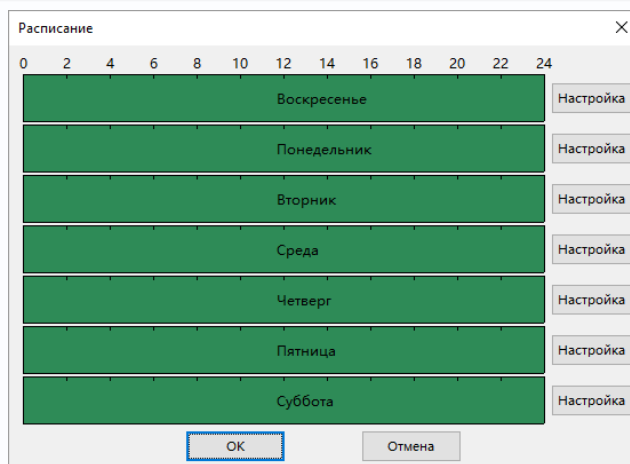 Расписание
0 2 4 6 8 10 12 14 16 18 20 22 24
Воскресенье Настройка
Понедельник Настройка
Вторник Настройка
Среда Настройка
Четверг Настройка
Пятница Настройка
Суббота Настройка
OK Отмена